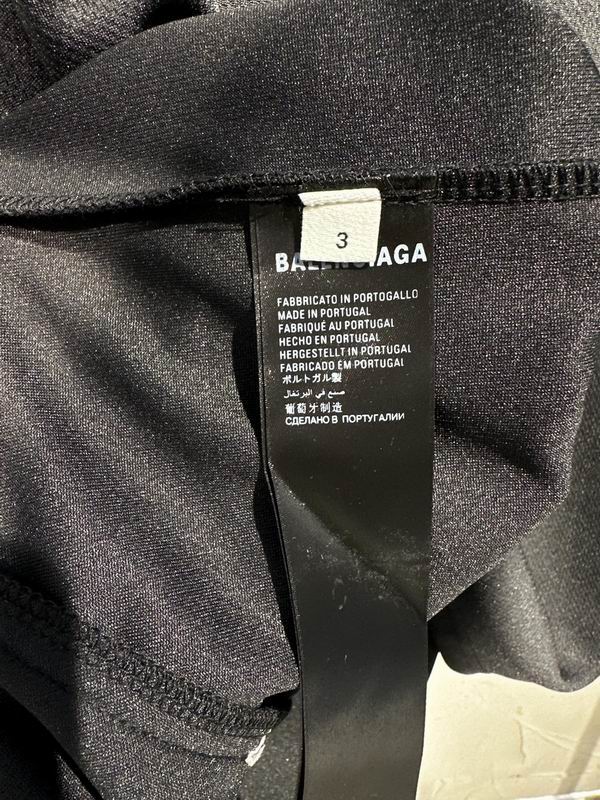 3
BALENCIAGA
FABBRICATO IN PORTOGALLO
MADE IN PORTUGAL
FABRIQUÉ AU PORTUGAL
HECHO EN PORTUGAL
HERGESTELLT IN PORTUGAL
FABRICADO EM PORTUGAL
ポルトガル製
صنع في البرتغال
葡萄牙制造
СДЕЛАНО В ПОРТУГАЛИИ